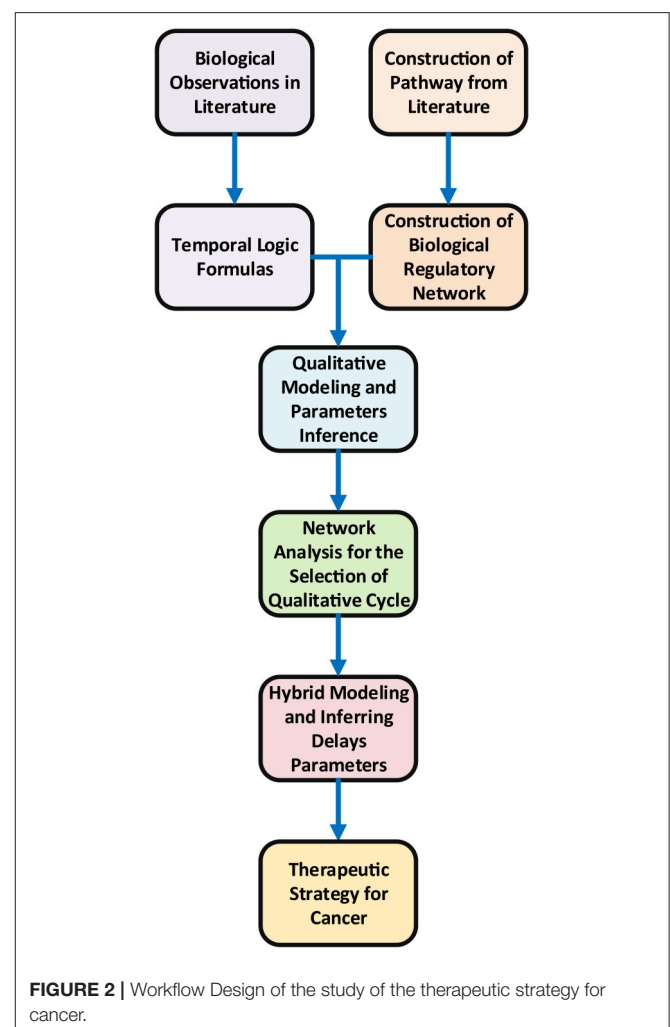 Biological
Observations in
Literature
Construction of
Pathway from
Literature
Temporal Logic
Formulas
Construction of
Biological
Regulatory
Network
Qualitative
Modeling and
Parameters
Inference
Network
Analysis for the
Selection of
Qualitative Cycle
Hybrid Modeling
and Inferring
Delays
Parameters
Therapeutic
Strategy for
Cancer
FIGURE 2 | Workflow Design of the study of the therapeutic strategy for
cancer.